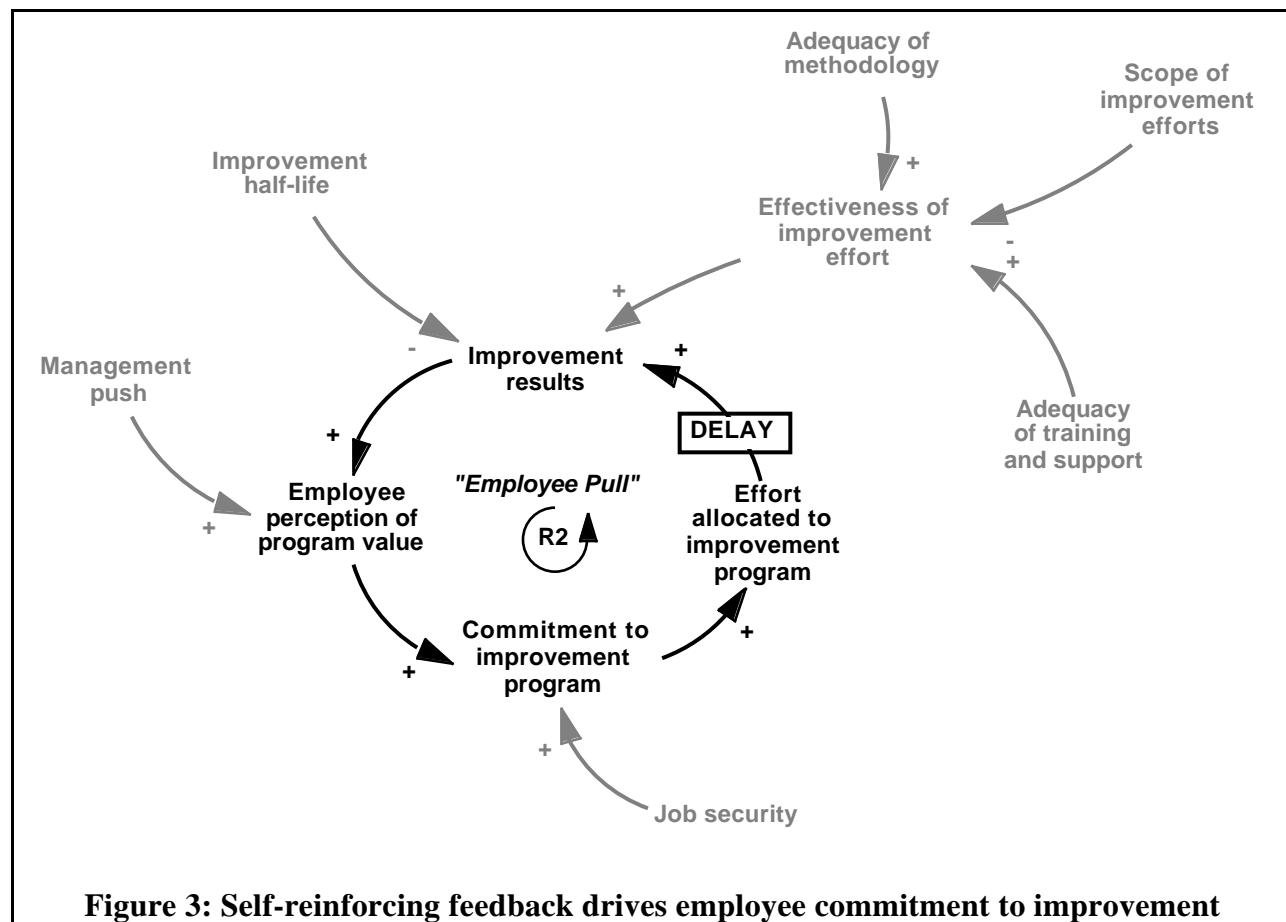 Adequacy of
methodology
Scope of
improvement
efforts
Improvement
half-life
+
Effectiveness of
improvement
effort
-
+
+
Management
push
-
Improvement
results
+
DELAY
Adequacy
of training
and support
+
Employee
perception of
program value
+
"Employee Pull"
R2
Effort
allocated to
improvement
program
Commitment to
improvement
program
+
+
+
Job security
Figure 3: Self-reinforcing feedback drives employee commitment to improvement